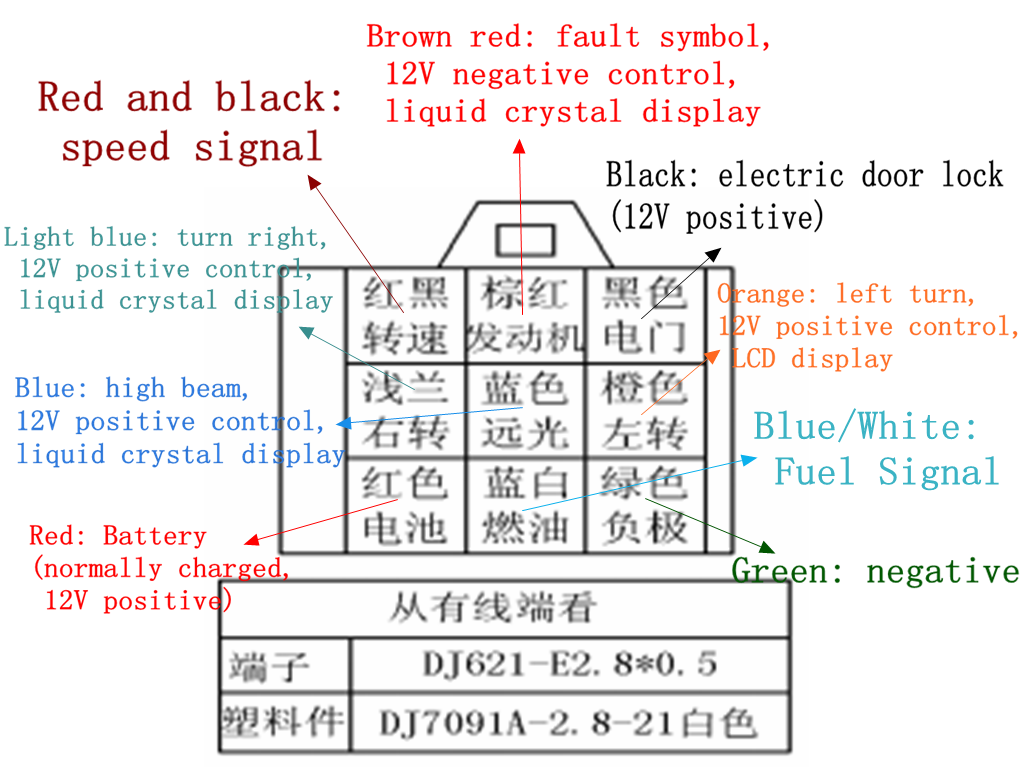 Brown red: fault symbol,
12V negative control,
liquid crystal display
Red and black:
speed signal
Black: electric door lock
(12V positive)
Light blue: turn right,
12V positive control,
liquid crystal display
Orange: left turn,
12V positive control,
LCD display
Blue: high beam,
12V positive control,
liquid crystal display
Blue/White:
Fuel Signal
Red: Battery
(normally charged,
12V positive)
Green: negative
红黑 棕红 黑色
转速 发动机 电门
浅兰 蓝色 橙色
右转 远光 左转
红色 蓝白 绿色
电池 燃油 负极
从有线端看
端子 DJ621-E2.8*0.5
塑料件 DJ7091A-2.8-21白色